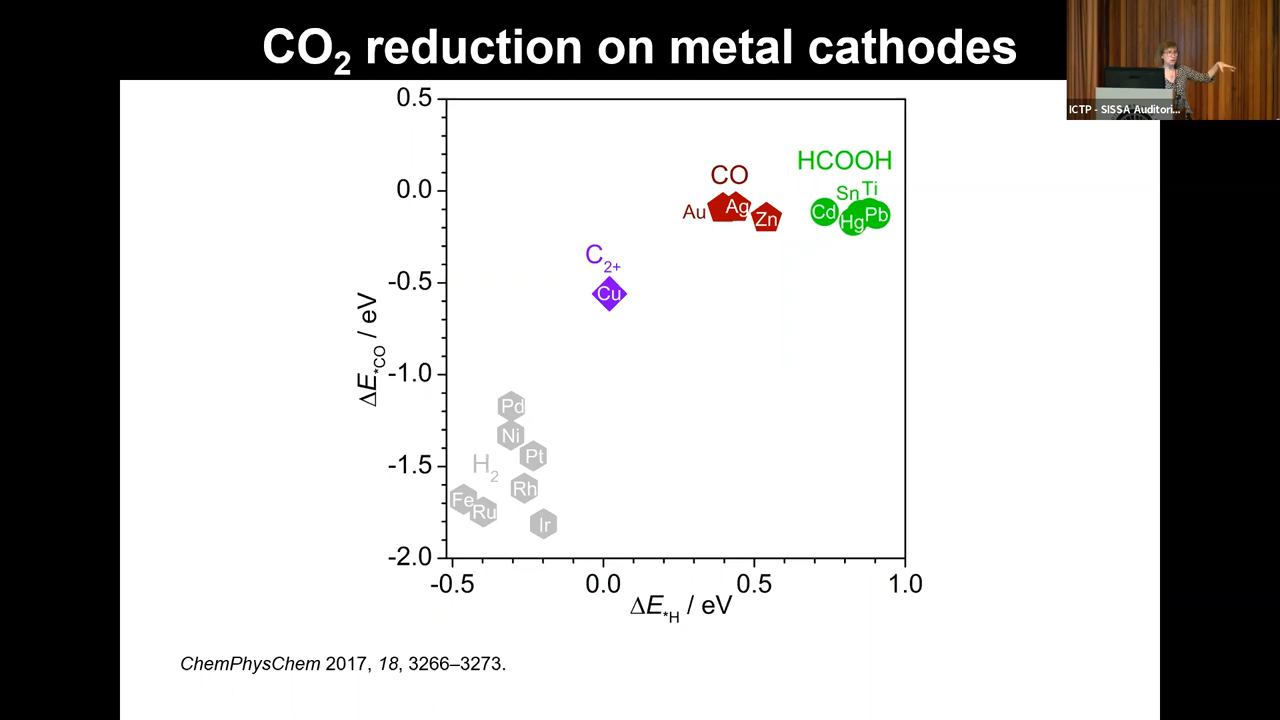 CO₂ reduction on metal cathodes
ICTP - SISSA Auditori...
0.5
0.0
-0.5
-1.0
-1.5
-2.0
ΔE*CO / eV
HCOOH
CO
Sn Ti
Au Ag Zn
Cd Hg Pb
C₂₊
Cu
Pd
Ni
Pt
H₂
Rh
Fe
Ru
Ir
-0.5 0.0 0.5 1.0
ΔE*H / eV
ChemPhysChem 2017, 18, 3266–3273.